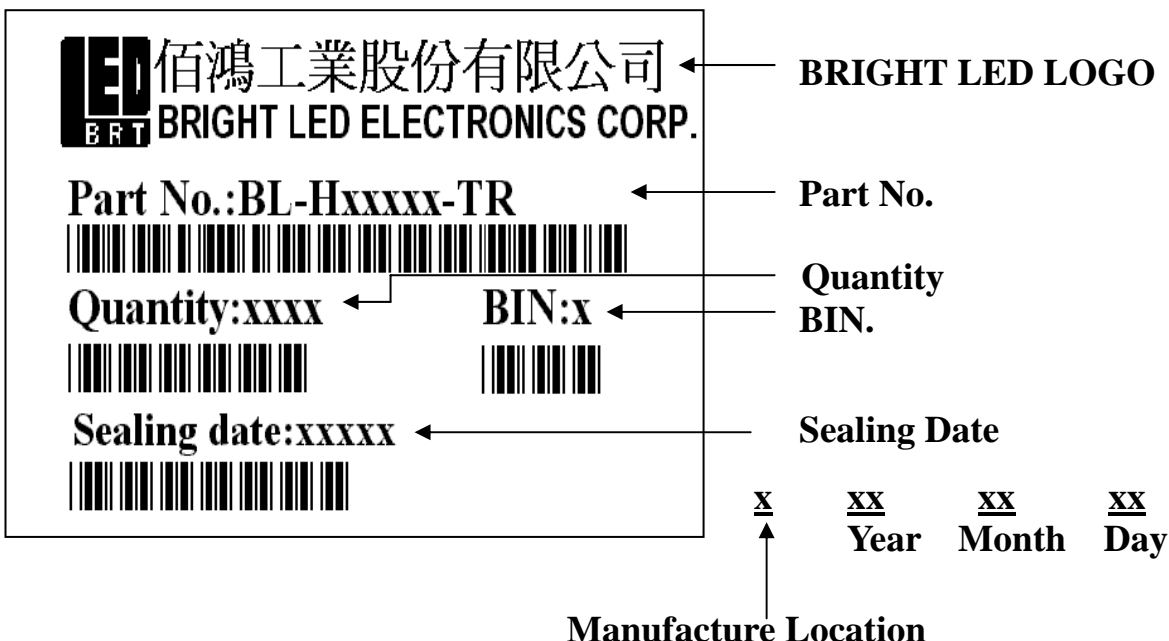 LED
BRT
佰鴻工業股份有限公司
BRIGHT LED ELECTRONICS CORP.
BRIGHT LED LOGO
Part No.:BL-Hxxxxx-TR
Part No.
Quantity:xxxx
BIN:x
Quantity
BIN.
Sealing date:xxxxx
Sealing Date
x xx xx xx
Year Month Day
Manufacture Location